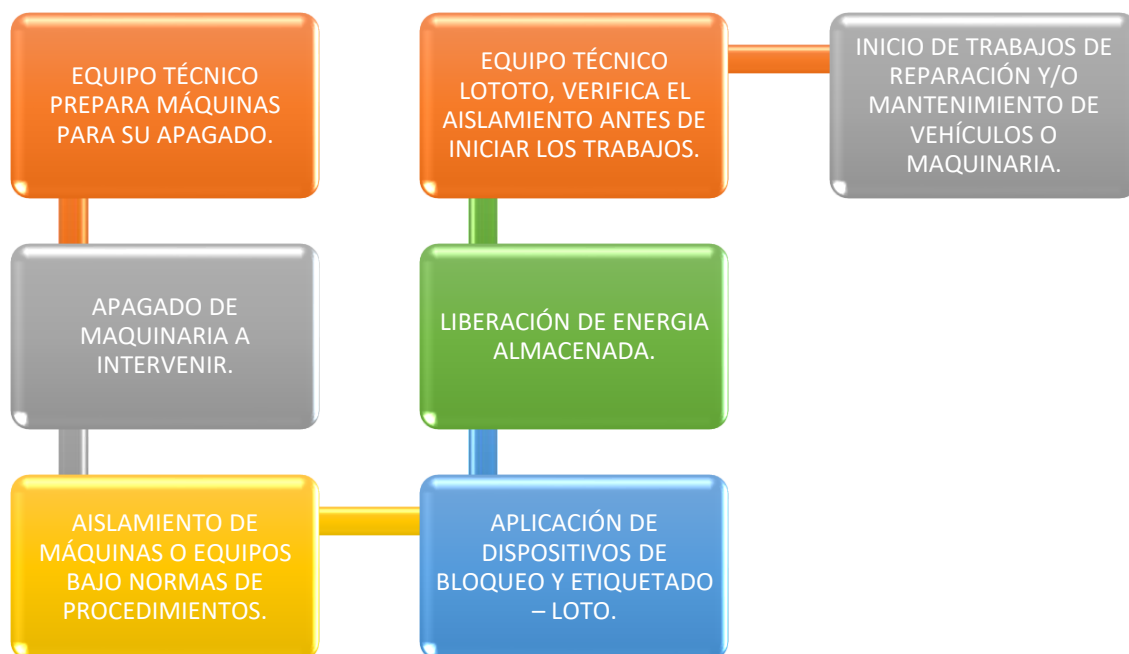 EQUIPO TÉCNICO
PREPARA MÁQUINAS
PARA SU APAGADO.
APAGADO DE
MAQUINARIA A
INTERVENIR.
AISLAMIENTO DE
MÁQUINAS O EQUIPOS
BAJO NORMAS DE
PROCEDIMIENTOS.
APLICACIÓN DE
DISPOSITIVOS DE
BLOQUEO Y ETIQUETADO
– LOTO.
LIBERACIÓN DE ENERGIA
ALMACENADA.
EQUIPO TÉCNICO
LOTOTO, VERIFICA EL
AISLAMIENTO ANTES DE
INICIAR LOS TRABAJOS.
INICIO DE TRABAJOS DE
REPARACIÓN Y/O
MANTENIMIENTO DE
VEHÍCULOS O
MAQUINARIA.